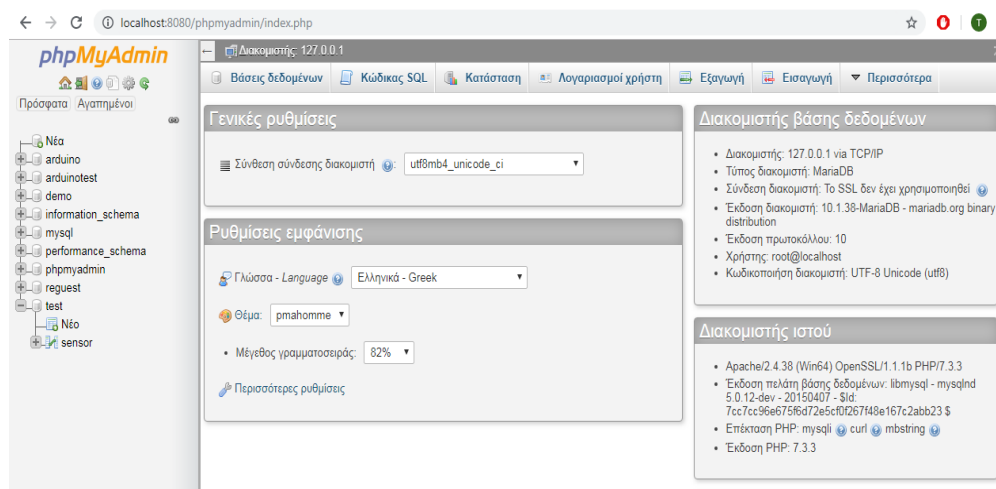 localhost:8080/phpmyadmin/index.php
T
phpMyAdmin
Πρόσφατα Αγαπημένοι
Νέα
arduino
arduinotest
demo
information_schema
mysql
performance_schema
phpmyadmin
reguest
test
Νέο
sensor
Διακομιστής: 127.0.0.1
Βάσεις δεδομένων Κώδικας SQL Κατάσταση Λογαριασμοί χρήστη Εξαγωγή Εισαγωγή Περισσότερα
Γενικές ρυθμίσεις
Σύνθεση σύνδεσης διακομιστή : utf8mb4_unicode_ci
Ρυθμίσεις εμφάνισης
Γλώσσα - Language Ελληνικά - Greek
Θέμα: pmahomme
• Μέγεθος γραμματοσειράς: 82%
Περισσότερες ρυθμίσεις
Διακομιστής βάσης δεδομένων
• Διακομιστής: 127.0.0.1 via TCP/IP
• Τύπος διακομιστή: MariaDB
• Σύνδεση διακομιστή: Το SSL δεν έχει χρησιμοποιηθεί
• Έκδοση διακομιστή: 10.1.38-MariaDB - mariadb.org binary
distribution
• Έκδοση πρωτοκόλλου: 10
• Χρήστης: root@localhost
• Κωδικοποίηση διακομιστή: UTF-8 Unicode (utf8)
Διακομιστής ιστού
• Apache/2.4.38 (Win64) OpenSSL/1.1.1b PHP/7.3.3
• Έκδοση πελάτη βάσης δεδομένων: libmysql - mysqlnd
5.0.12-dev - 20150407 - $Id:
7cc7cc96e675f6d72e5cf0f267f48e167c2abb23 $
• Επέκταση PHP: mysqli curl mbstring
• Έκδοση PHP: 7.3.3